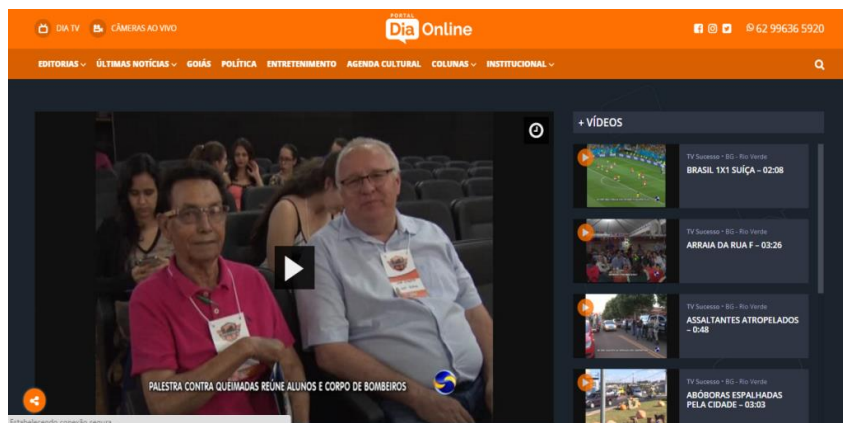 DIA TV
CÂMERAS AO VIVO
PORTAL
Dia Online
62 99636 5920
EDITORIAS
ÚLTIMAS NOTÍCIAS
GOIÁS
POLÍTICA
ENTRETENIMENTO
AGENDA CULTURAL
COLUNAS
INSTITUCIONAL
PALESTRA CONTRA QUEIMADAS REÚNE ALUNOS E CORPO DE BOMBEIROS
+ VÍDEOS
TV Sucesso • BG - Rio Verde
BRASIL 1X1 SUÍÇA – 02:08
TV Sucesso • BG - Rio Verde
ARRAIA DA RUA F – 03:26
TV Sucesso • BG - Rio Verde
ASSALTANTES ATROPELADOS
– 0:48
TV Sucesso • BG - Rio Verde
ABÓBORAS ESPALHADAS
PELA CIDADE – 03:03
Estabelecendo conexão segura